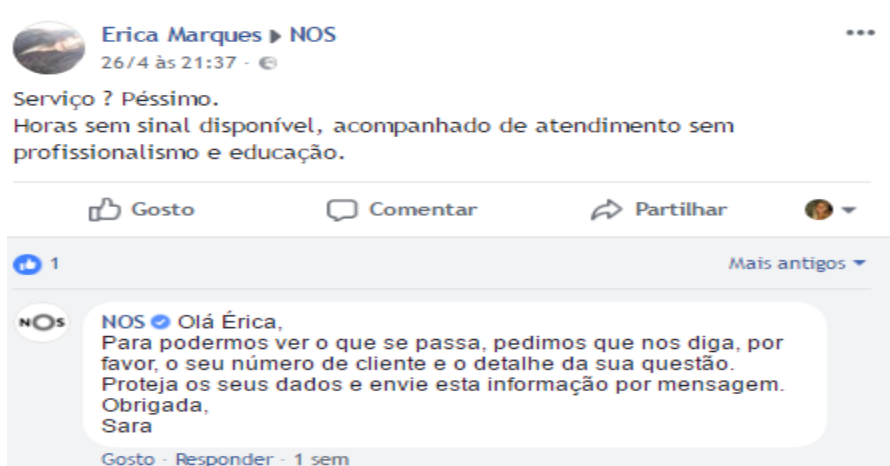 Erica Marques ▸ NOS
26/4 às 21:37 ·
Serviço ? Péssimo.
Horas sem sinal disponível, acompanhado de atendimento sem
profissionalismo e educação.
Gosto Comentar Partilhar
1 Mais antigos
NOS NOS Olá Érica,
Para podermos ver o que se passa, pedimos que nos diga, por
favor, o seu número de cliente e o detalhe da sua questão.
Proteja os seus dados e envie esta informação por mensagem.
Obrigada,
Sara
Gosto · Responder · 1 sem